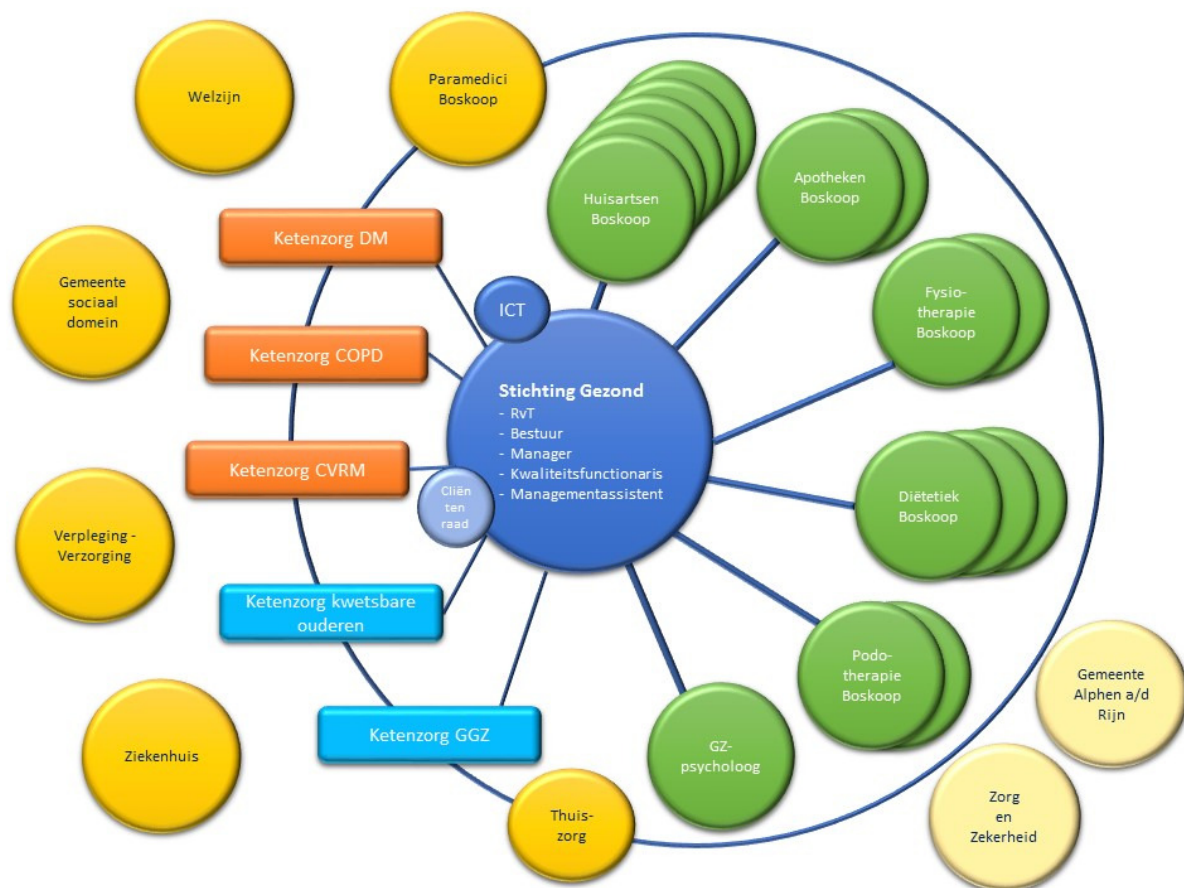 Welzijn
Paramedici
Boskoop
Huisartsen
Boskoop
Apotheken
Boskoop
Ketenzorg DM
Gemeente
sociaal
domein
ICT
Fysio-
therapie
Boskoop
Ketenzorg COPD
Stichting Gezond
- RvT
- Bestuur
- Manager
- Kwaliteitsfunctionaris
- Managementassistent
Ketenzorg CVRM
Cliën
ten
raad
Diëtetiek
Boskoop
Verpleging -
Verzorging
Ketenzorg kwetsbare
ouderen
Podo-
therapie
Boskoop
Gemeente
Alphen a/d
Rijn
Ketenzorg GGZ
GZ-
psycholoog
Ziekenhuis
Thuis-
zorg
Zorg
en
Zekerheid